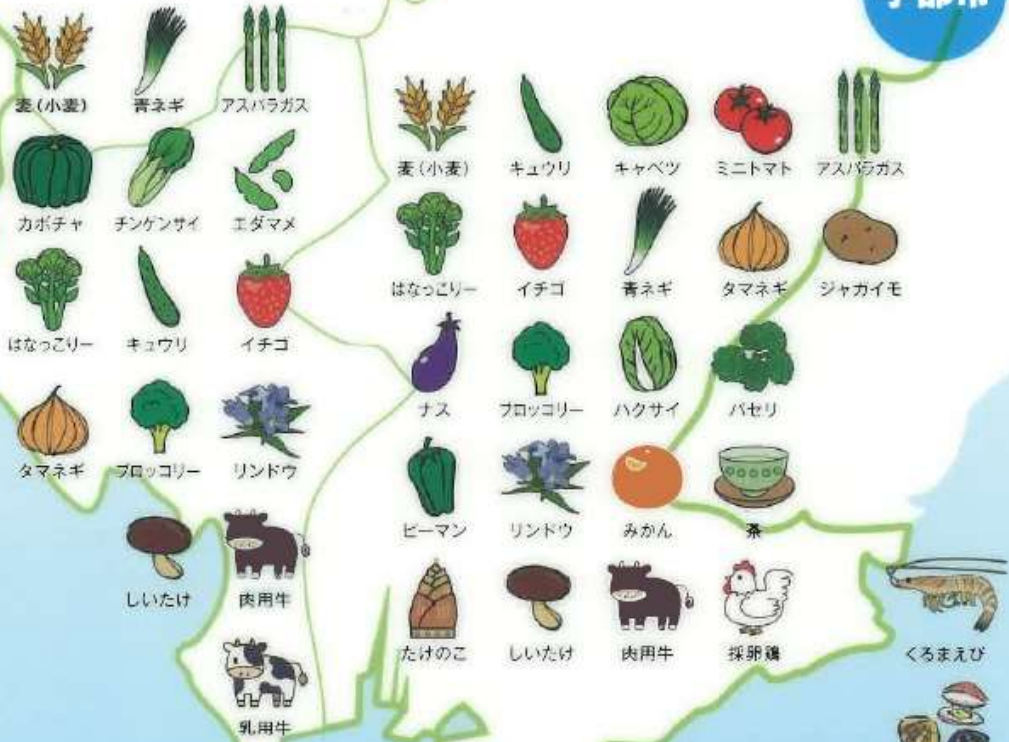 宇部市
麦(小麦)
青ネギ
アスパラガス
カボチャ
チンゲンサイ
エダマメ
はなっこりー
キュウリ
イチゴ
タマネギ
ブロッコリー
リンドウ
しいたけ
肉用牛
乳用牛
麦(小麦)
キュウリ
キャベツ
ミニトマト
アスパラガス
はなっこりー
イチゴ
青ネギ
タマネギ
ジャガイモ
ナス
ブロッコリー
ハクサイ
パセリ
ピーマン
リンドウ
みかん
茶
たけのこ
しいたけ
肉用牛
採卵鶏
くるまえび